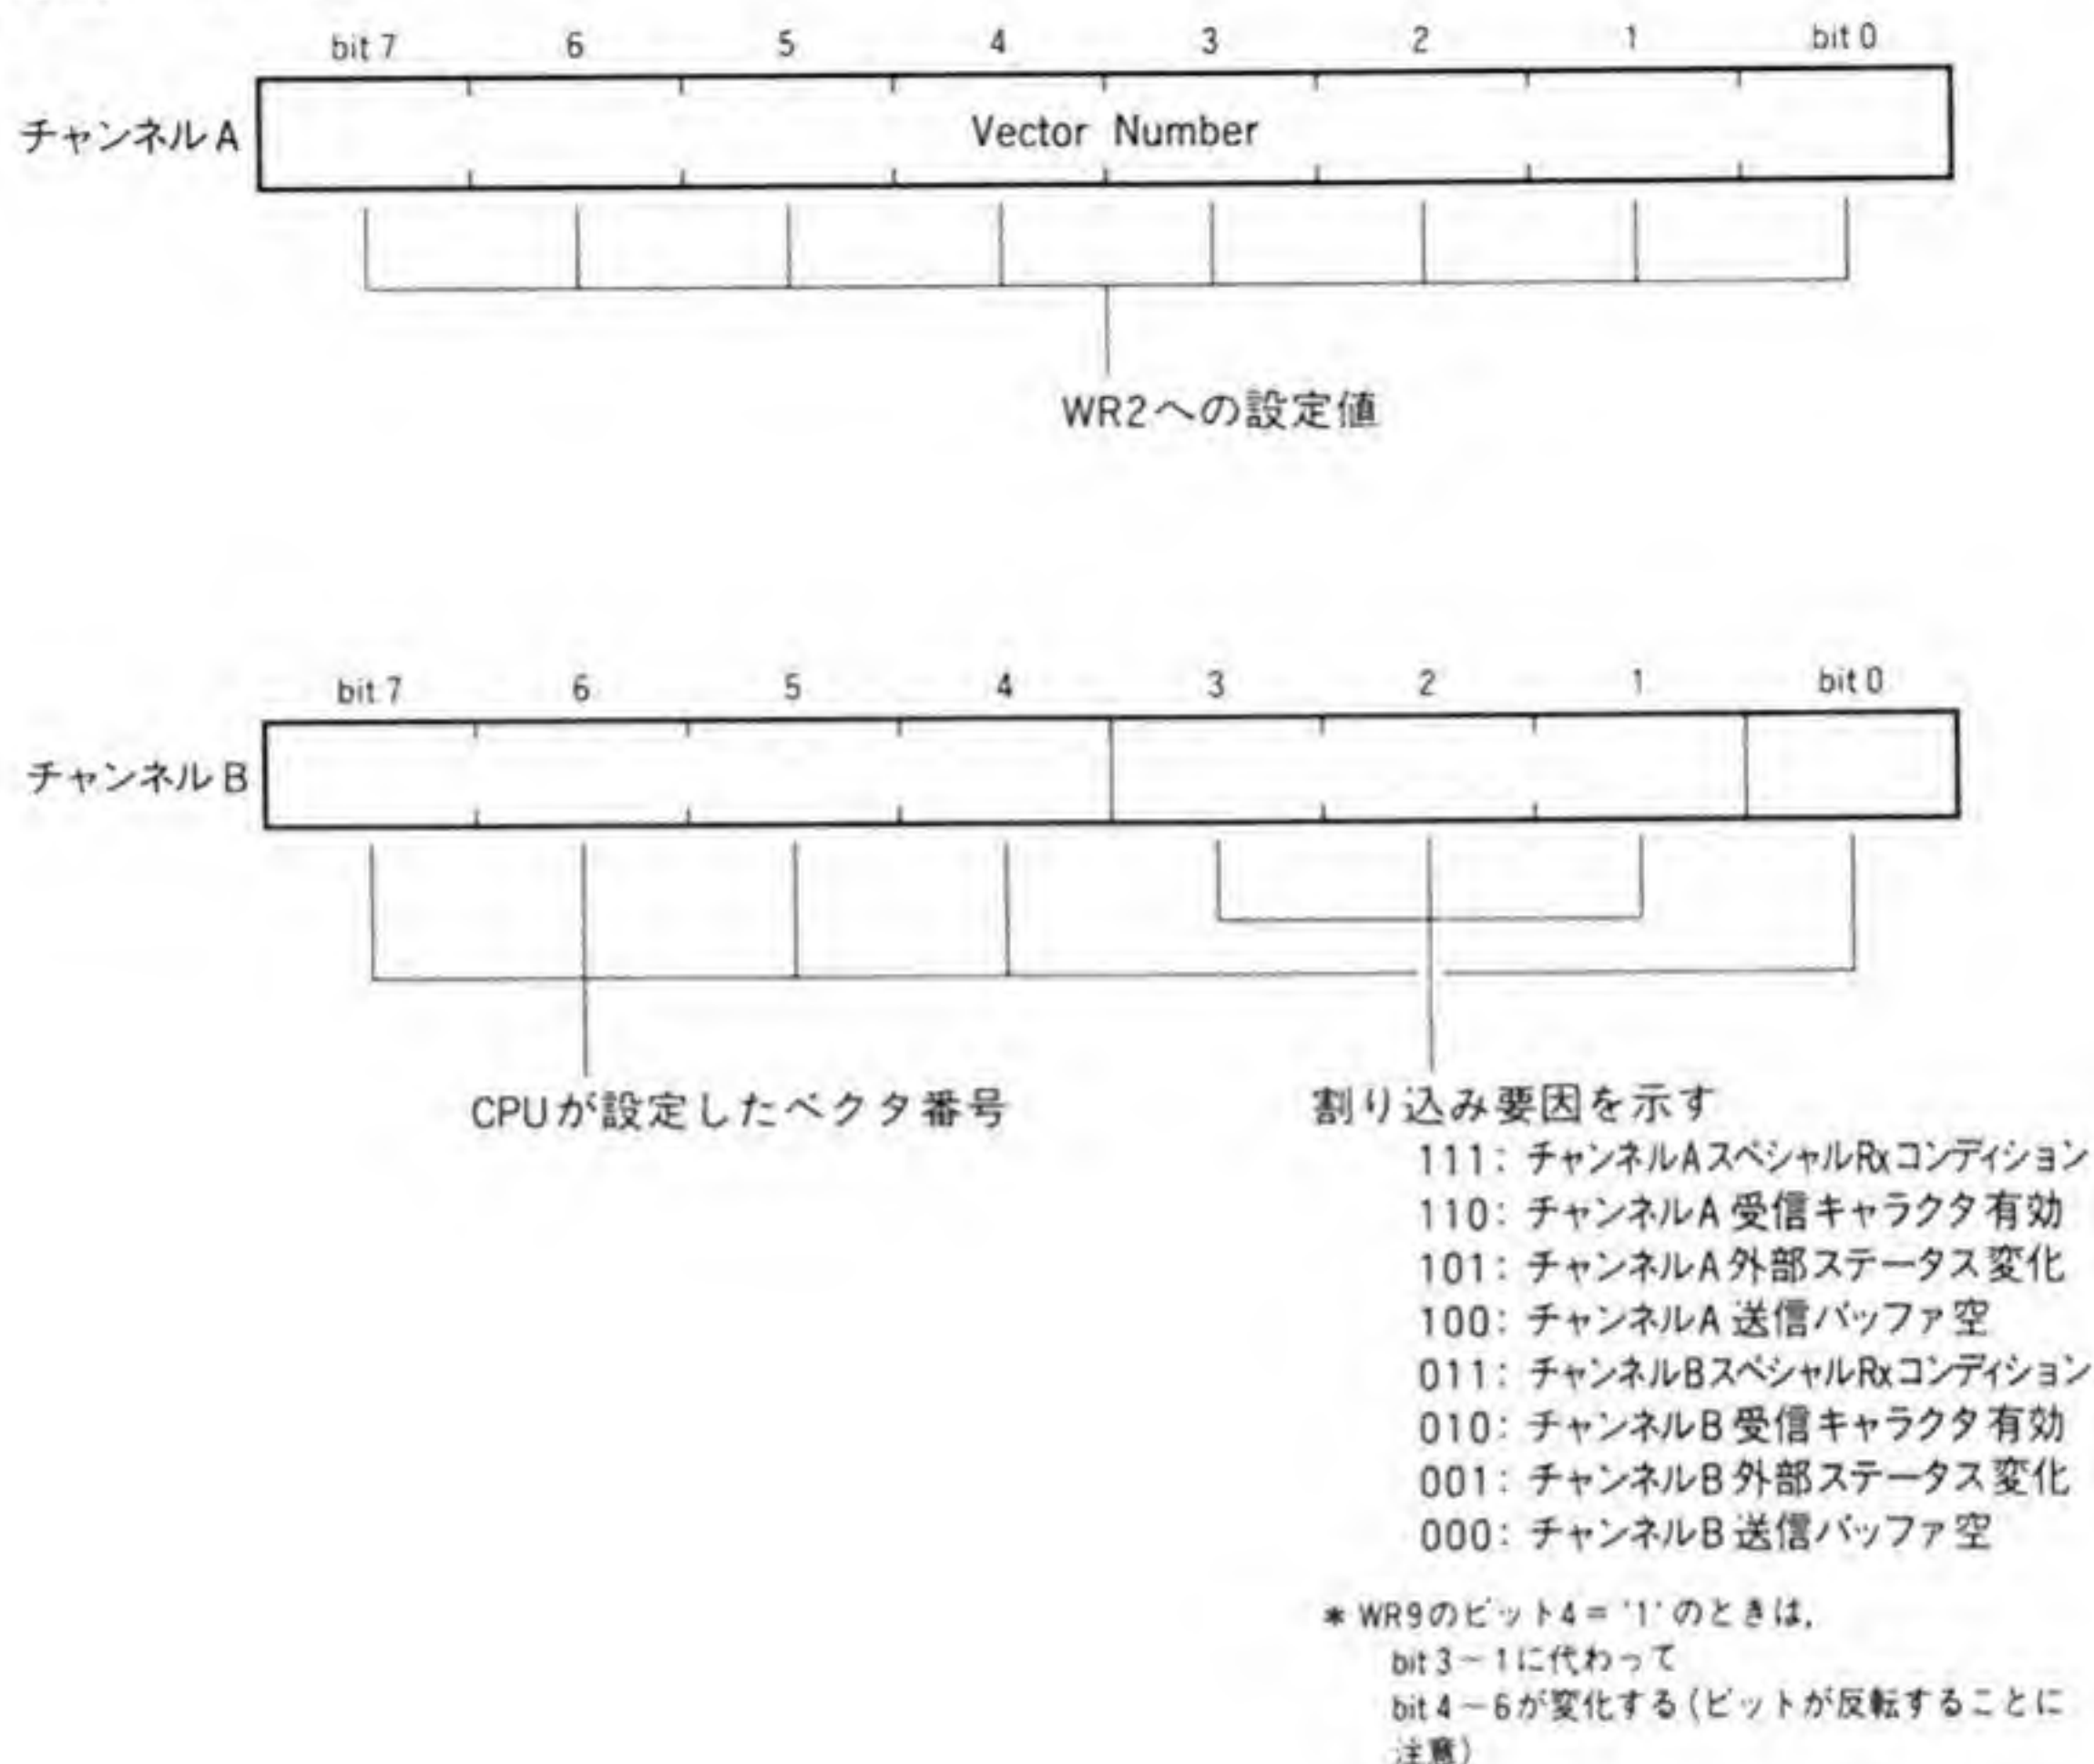 bit 7 6 5 4 3 2 1 bit 0
チャンネルA Vector Number
WR2への設定値
bit 7 6 5 4 3 2 1 bit 0
チャンネルB
CPUが設定したベクタ番号
割り込み要因を示す
111: チャンネルAスペシャルRxコンディション
110: チャンネルA 受信キャラクタ有効
101: チャンネルA 外部ステータス変化
100: チャンネルA 送信バッファ空
011: チャンネルBスペシャルRxコンディション
010: チャンネルB 受信キャラクタ有効
001: チャンネルB 外部ステータス変化
000: チャンネルB 送信バッファ空
* WR9のビット4＝'1'のときは,
bit 3－1に代わって
bit 4－6が変化する(ビットが反転することに
注意)